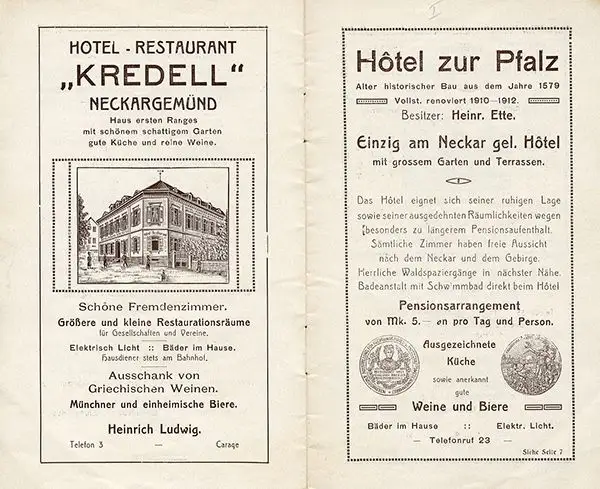 HOTEL - RESTAURANT
„KREDELL“
NECKARGEMÜND
Haus ersten Ranges
mit schönem schattigem Garten
gute Küche und reine Weine.
Schöne Fremdenzimmer.
Größere und kleine Restaurationsräume
für Gesellschaften und Vereine.
Elektrisch Licht :: Bäder im Hause.
Hausdiener stets am Bahnhof.
Ausschank von
Griechischen Weinen.
Münchner und einheimische Biere.
Heinrich Ludwig.
Telefon 3 — Garage
I
Hôtel zur Pfalz
Alter historischer Bau aus dem Jahre 1579
Vollst. renoviert 1910—1912.
Besitzer: Heinr. Ette.
Einzig am Neckar gel. Hôtel
mit grossem Garten und Terrassen.
Das Hôtel eignet sich seiner ruhigen Lage
sowie seiner ausgedehnten Räumlichkeiten wegen
besonders zu längerem Pensionsaufenthalt.
Sämtliche Zimmer haben freie Aussicht
nach dem Neckar und dem Gebirge.
Herrliche Waldspaziergänge in nächster Nähe.
Badeanstalt mit Schwimmbad direkt beim Hôtel
Pensionsarrangement
von Mk. 5.— an pro Tag und Person.
Ausgezeichnete
Küche
sowie anerkannt
gute
Weine und Biere
Bäder im Hause :: Elektr. Licht.
— Telefonruf 23 —
Siehe Seite 7